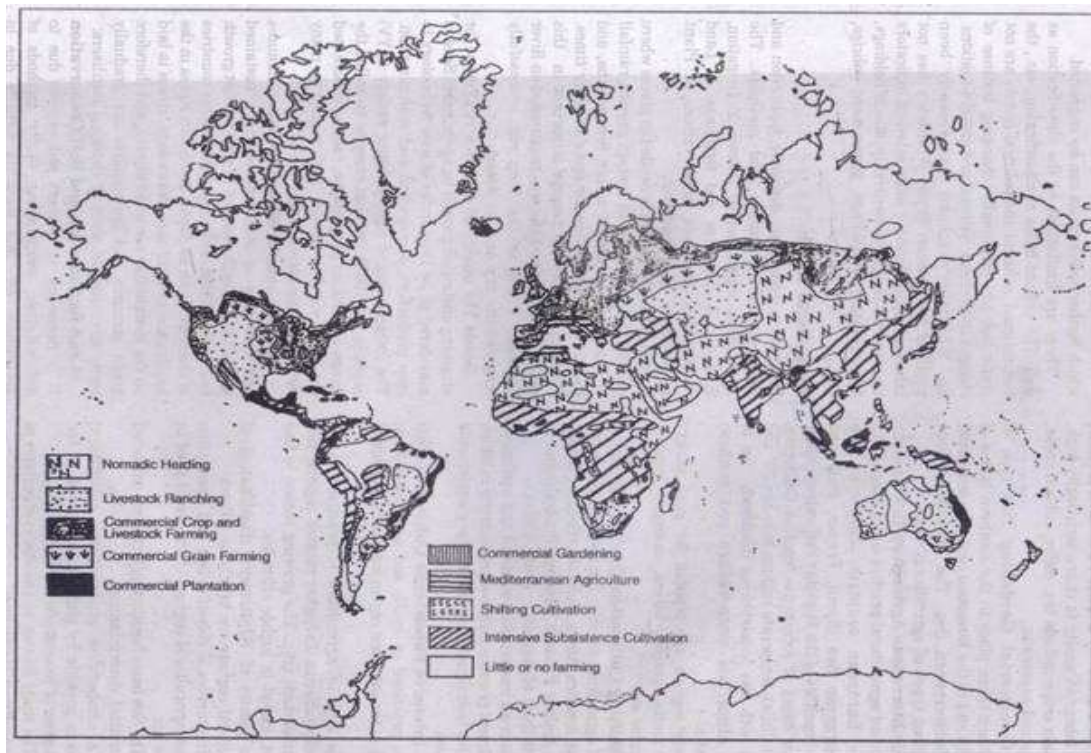 Nomadic Heading
Livestock Ranching
Commercial Crop and
Livestock Farming
Commercial Grain Farming
Commercial Plantation
Commercial Gardening
Mediterranean Agriculture
Shifting Cultivation
Intensive Subsistence Cultivation
Little or no farming